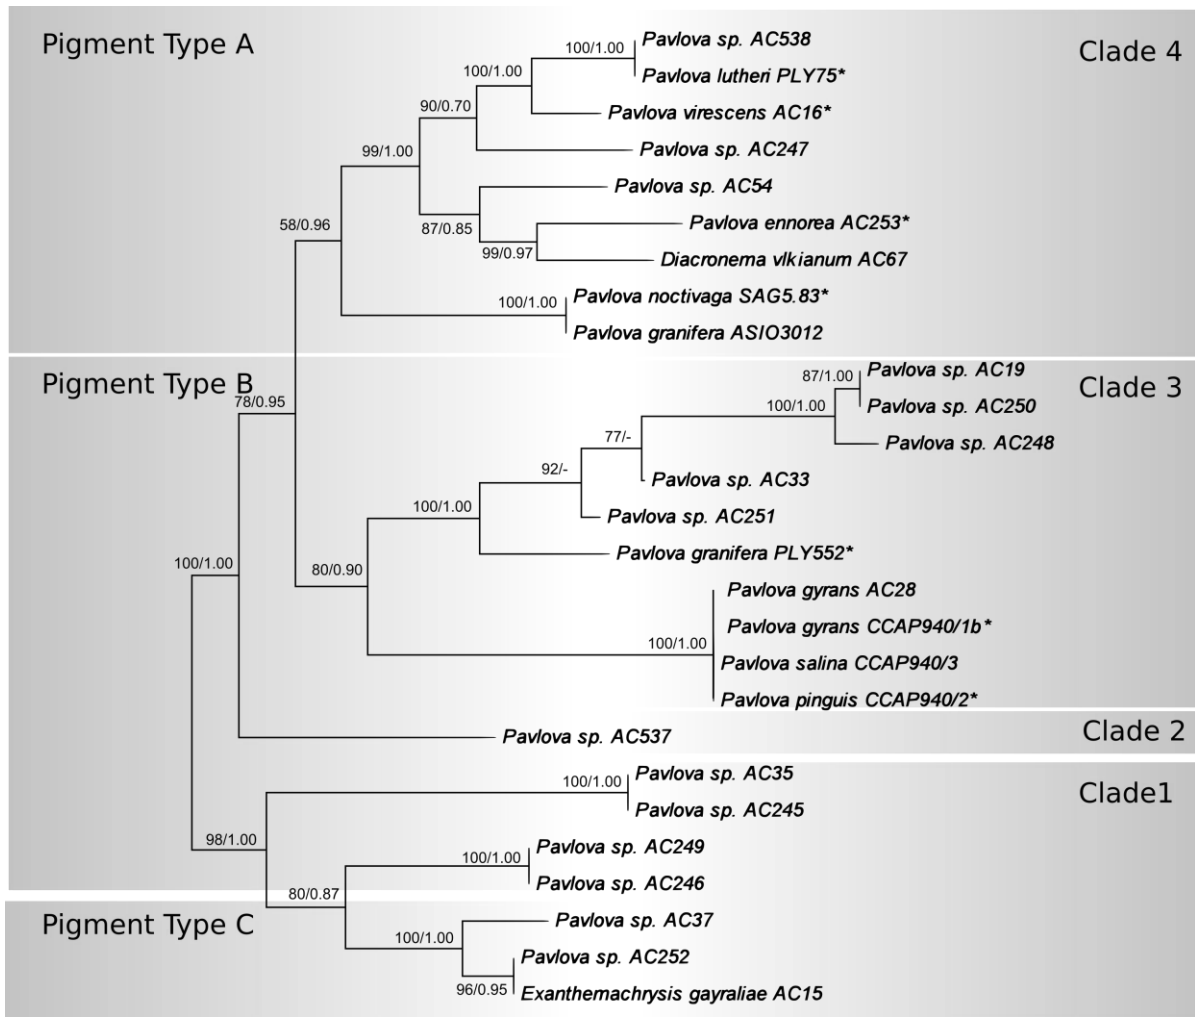 Pigment Type A
Clade 4
100/1.00
Pavlova sp. AC538
Pavlova lutheri PLY75*
100/1.00
Pavlova virescens AC16*
90/0.70
Pavlova sp. AC247
99/1.00
Pavlova sp. AC54
87/0.85
Pavlova ennorea AC253*
99/0.97
Diacronema vlkianum AC67
58/0.96
100/1.00
Pavlova noctivaga SAG5.83*
Pavlova granifera ASIO3012
Pigment Type B
Clade 3
78/0.95
87/1.00
Pavlova sp. AC19
Pavlova sp. AC250
100/1.00
Pavlova sp. AC248
77/-
Pavlova sp. AC33
92/-
Pavlova sp. AC251
100/1.00
Pavlova granifera PLY552*
100/1.00
80/0.90
Pavlova gyrans AC28
Pavlova gyrans CCAP940/1b*
100/1.00
Pavlova salina CCAP940/3
Pavlova pinguis CCAP940/2*
Pavlova sp. AC537
Clade 2
Pavlova sp. AC35
100/1.00
Pavlova sp. AC245
Clade1
98/1.00
Pavlova sp. AC249
100/1.00
Pavlova sp. AC246
80/0.87
Pigment Type C
Pavlova sp. AC37
100/1.00
Pavlova sp. AC252
96/0.95
Exanthemachrysis gayraliae AC15